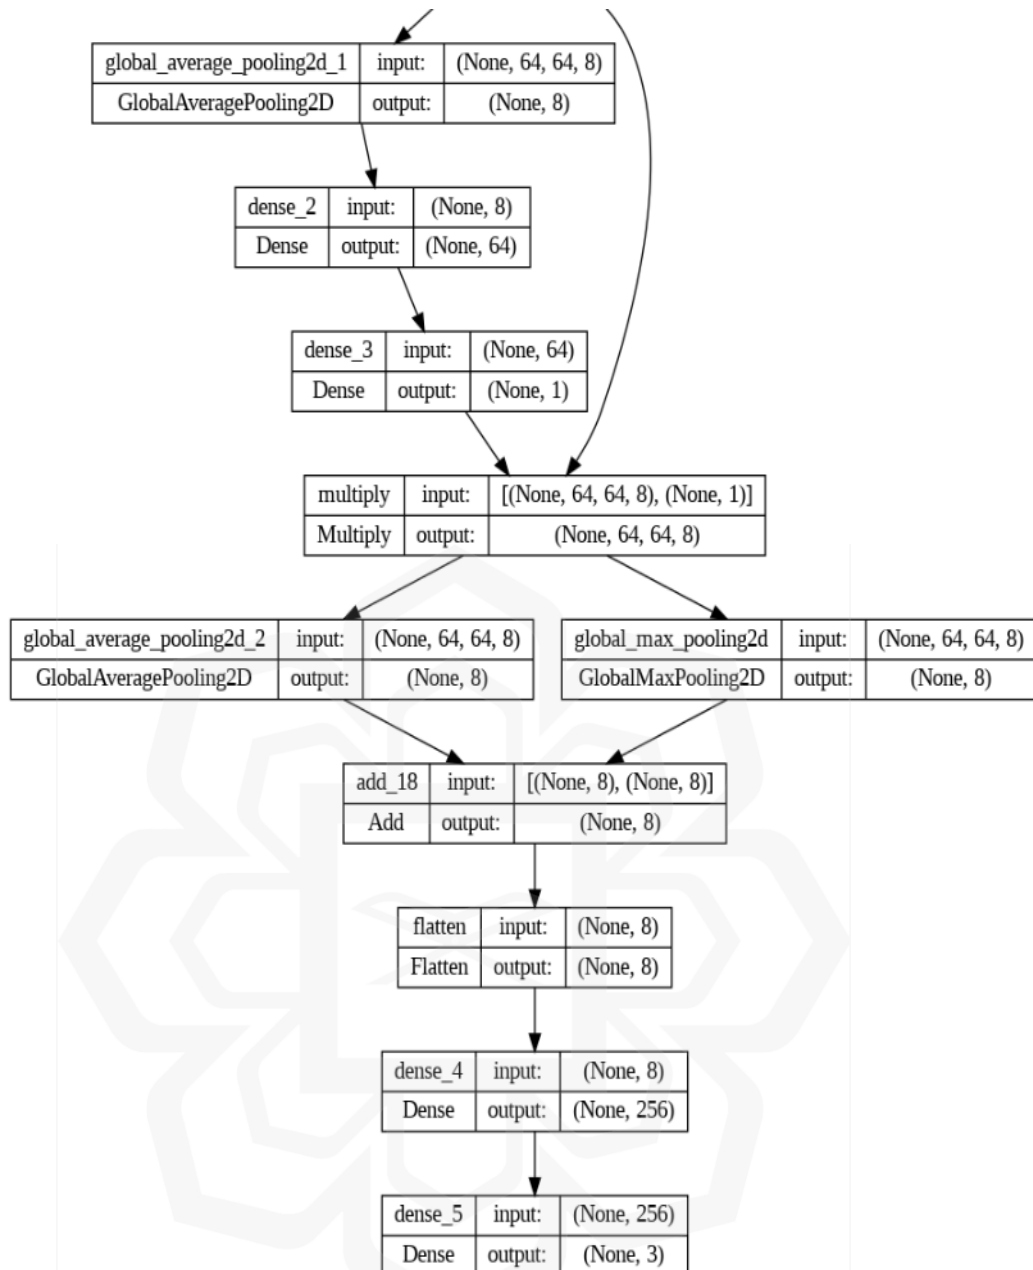 global_average_pooling2d_1 input: (None, 64, 64, 8)
GlobalAveragePooling2D output: (None, 8)
dense_2 input: (None, 8)
Dense output: (None, 64)
dense_3 input: (None, 64)
Dense output: (None, 1)
multiply input: [(None, 64, 64, 8), (None, 1)]
Multiply output: (None, 64, 64, 8)
global_average_pooling2d_2 input: (None, 64, 64, 8)
GlobalAveragePooling2D output: (None, 8)
global_max_pooling2d input: (None, 64, 64, 8)
GlobalMaxPooling2D output: (None, 8)
add_18 input: [(None, 8), (None, 8)]
Add output: (None, 8)
flatten input: (None, 8)
Flatten output: (None, 8)
dense_4 input: (None, 8)
Dense output: (None, 256)
dense_5 input: (None, 256)
Dense output: (None, 3)